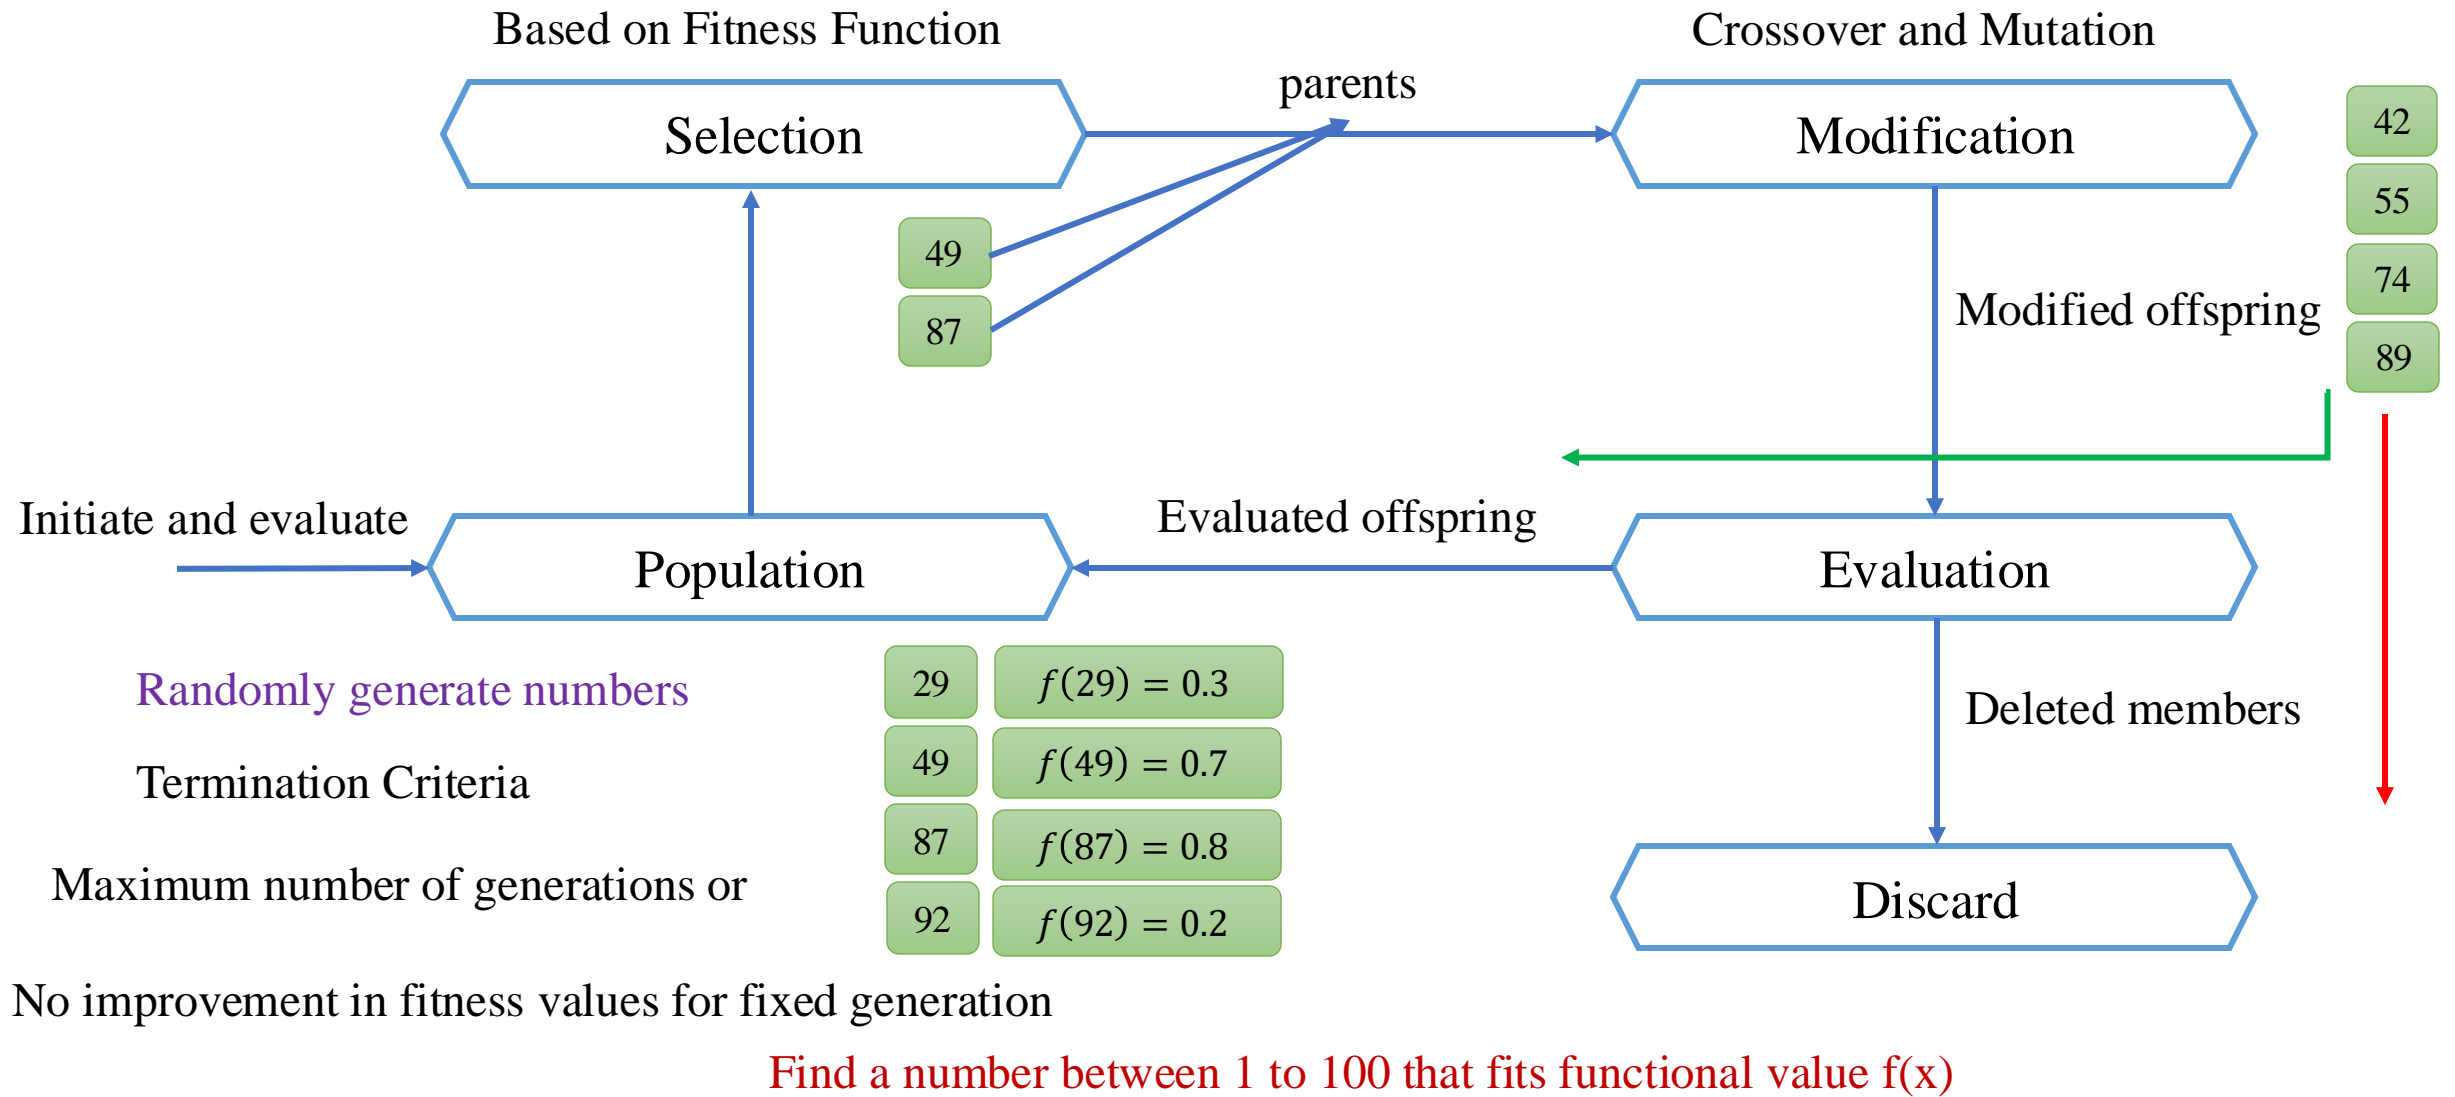 Based on Fitness Function
Crossover and Mutation
parents
Selection
Modification
42
55
74
89
49
87
Modified offspring
Initiate and evaluate
Evaluated offspring
Population
Evaluation
Randomly generate numbers
Termination Criteria
Maximum number of generations or
No improvement in fitness values for fixed generation
29 f(29) = 0.3
49 f(49) = 0.7
87 f(87) = 0.8
92 f(92) = 0.2
Deleted members
Discard
Find a number between 1 to 100 that fits functional value f(x)